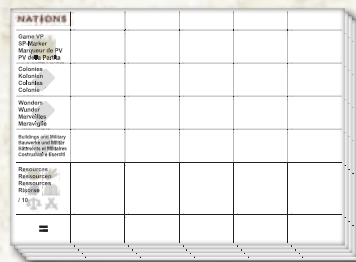 NATIONS
Game VP
SP-Marker
Marqueur de PV
PV della Partita
Colonies
Kolonien
Colonies
Colonie
Wonders
Wunder
Merveilles
Meraviglie
Buildings und Military
Bauwerke und Militär
Bâtiments et Militaires
Costruzioni e Eserciti
Resources
Ressourcen
Ressources
Risorse
/ 10
=